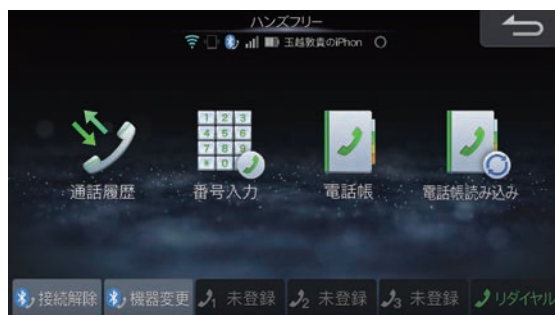 ハンズフリー
玉越敦貴のiPhon
1 2 3
4 5 6
7 8 9
* 0
通話履歴
番号入力
電話帳
電話帳読み込み
接続解除
機器変更
1 未登録
2 未登録
3 未登録
リダイヤル